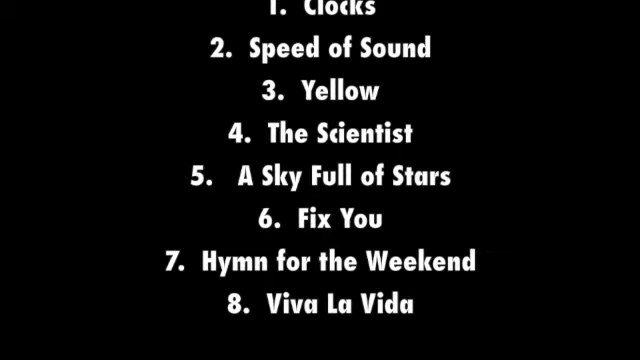 1. Clocks
2. Speed of Sound
3. Yellow
4. The Scientist
5. A Sky Full of Stars
6. Fix You
7. Hymn for the Weekend
8. Viva La Vida